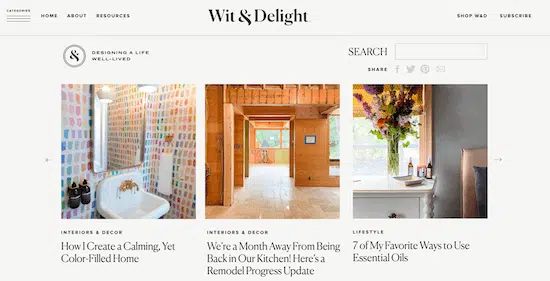 CATEGORIES
HOME ABOUT RESOURCES
Wit & Delight
SHOP W&D SUBSCRIBE
&
DESIGNING A LIFE
WELL-LIVED
SEARCH
SHARE
INTERIORS & DECOR
How I Create a Calming, Yet
Color-Filled Home
INTERIORS & DECOR
We're a Month Away From Being
Back in Our Kitchen! Here's a
Remodel Progress Update
LIFESTYLE
7 of My Favorite Ways to Use
Essential Oils